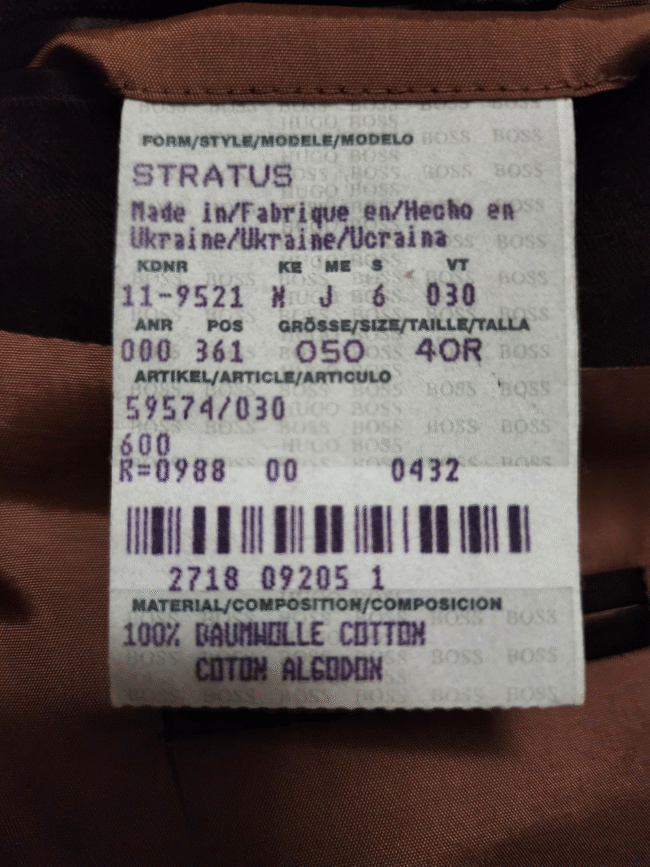 FORM/STYLE/MODELE/MODELO
STRATUS
Made in/Fabrique en/Hecho en
Ukraine/Ukraine/Ucraina
KDNR KE ME S VT
11-9521 N J 6 030
ANR POS GRÖSSE/SIZE/TAILLE/TALLA
000 361 050 40R
ARTIKEL/ARTICLE/ARTICULO
59574/030
600
R=0988 00 0432
2718 09205 1
MATERIAL/COMPOSITION/COMPOSICION
100% BAUMWOLLE COTTON
COTON ALGODON
HUGO BOSS